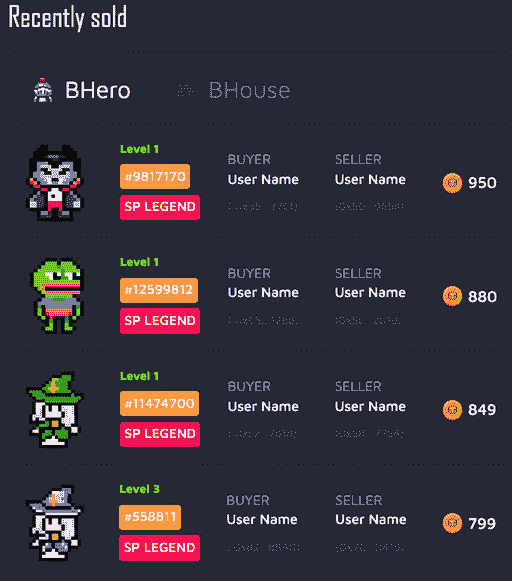 Recently sold
BHero BHouse
Level 1
#9817170
SP LEGEND
BUYER
User Name
SELLER
User Name
950
Level 1
#12599812
SP LEGEND
BUYER
User Name
SELLER
User Name
880
Level 1
#11474700
SP LEGEND
BUYER
User Name
SELLER
User Name
849
Level 3
#558811
SP LEGEND
BUYER
User Name
SELLER
User Name
799